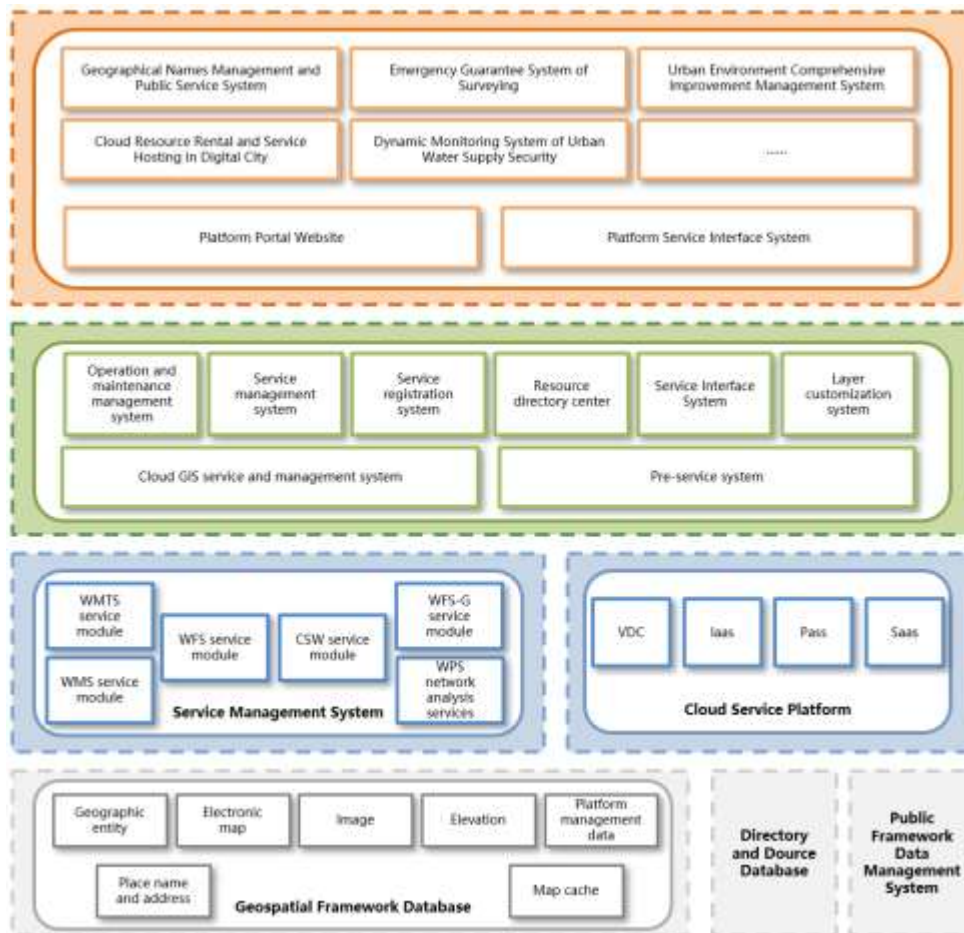 Geographical Names Management and
Public Service System
Emergency Guarantee System of
Surveying
Urban Environment Comprehensive
Improvement Management System
Cloud Resource Rental and Service
Hosting in Digital City
Dynamic Monitoring System of Urban
Water Supply Security
.....
Platform Portal Website
Platform Service Interface System
Operation and
maintenance
management
system
Service
management
system
Service
registration
system
Resource
directory center
Service Interface
System
Layer
customization
system
Cloud GIS service and management system
Pre-service system
WMTS
service
module
WMS service
module
WFS service
module
CSW service
module
WFS-G
service
module
WPS
network
analysis
services
Service Management System
VDC
Iaas
Pass
Saas
Cloud Service Platform
Geographic
entity
Electronic
map
Image
Elevation
Platform
management
data
Place name
and address
Map cache
Geospatial Framework Database
Directory
and Dource
Database
Public
Framework
Data
Management
System